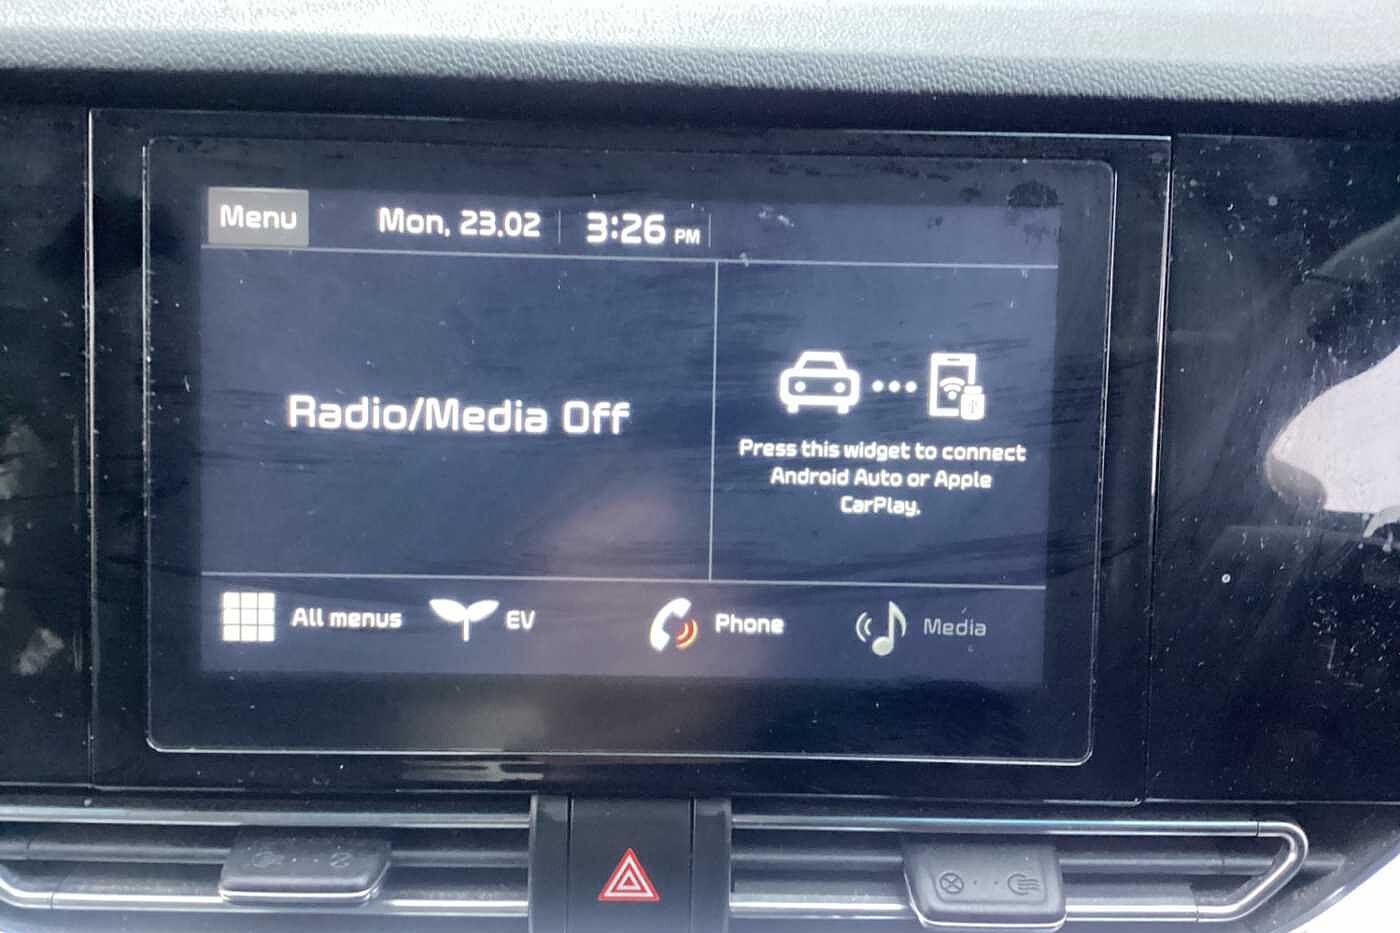 Menu
Mon, 23.02
3:26 PM
Radio/Media Off
Press this widget to connect
Android Auto or Apple
CarPlay.
All menus
EV
Phone
Media